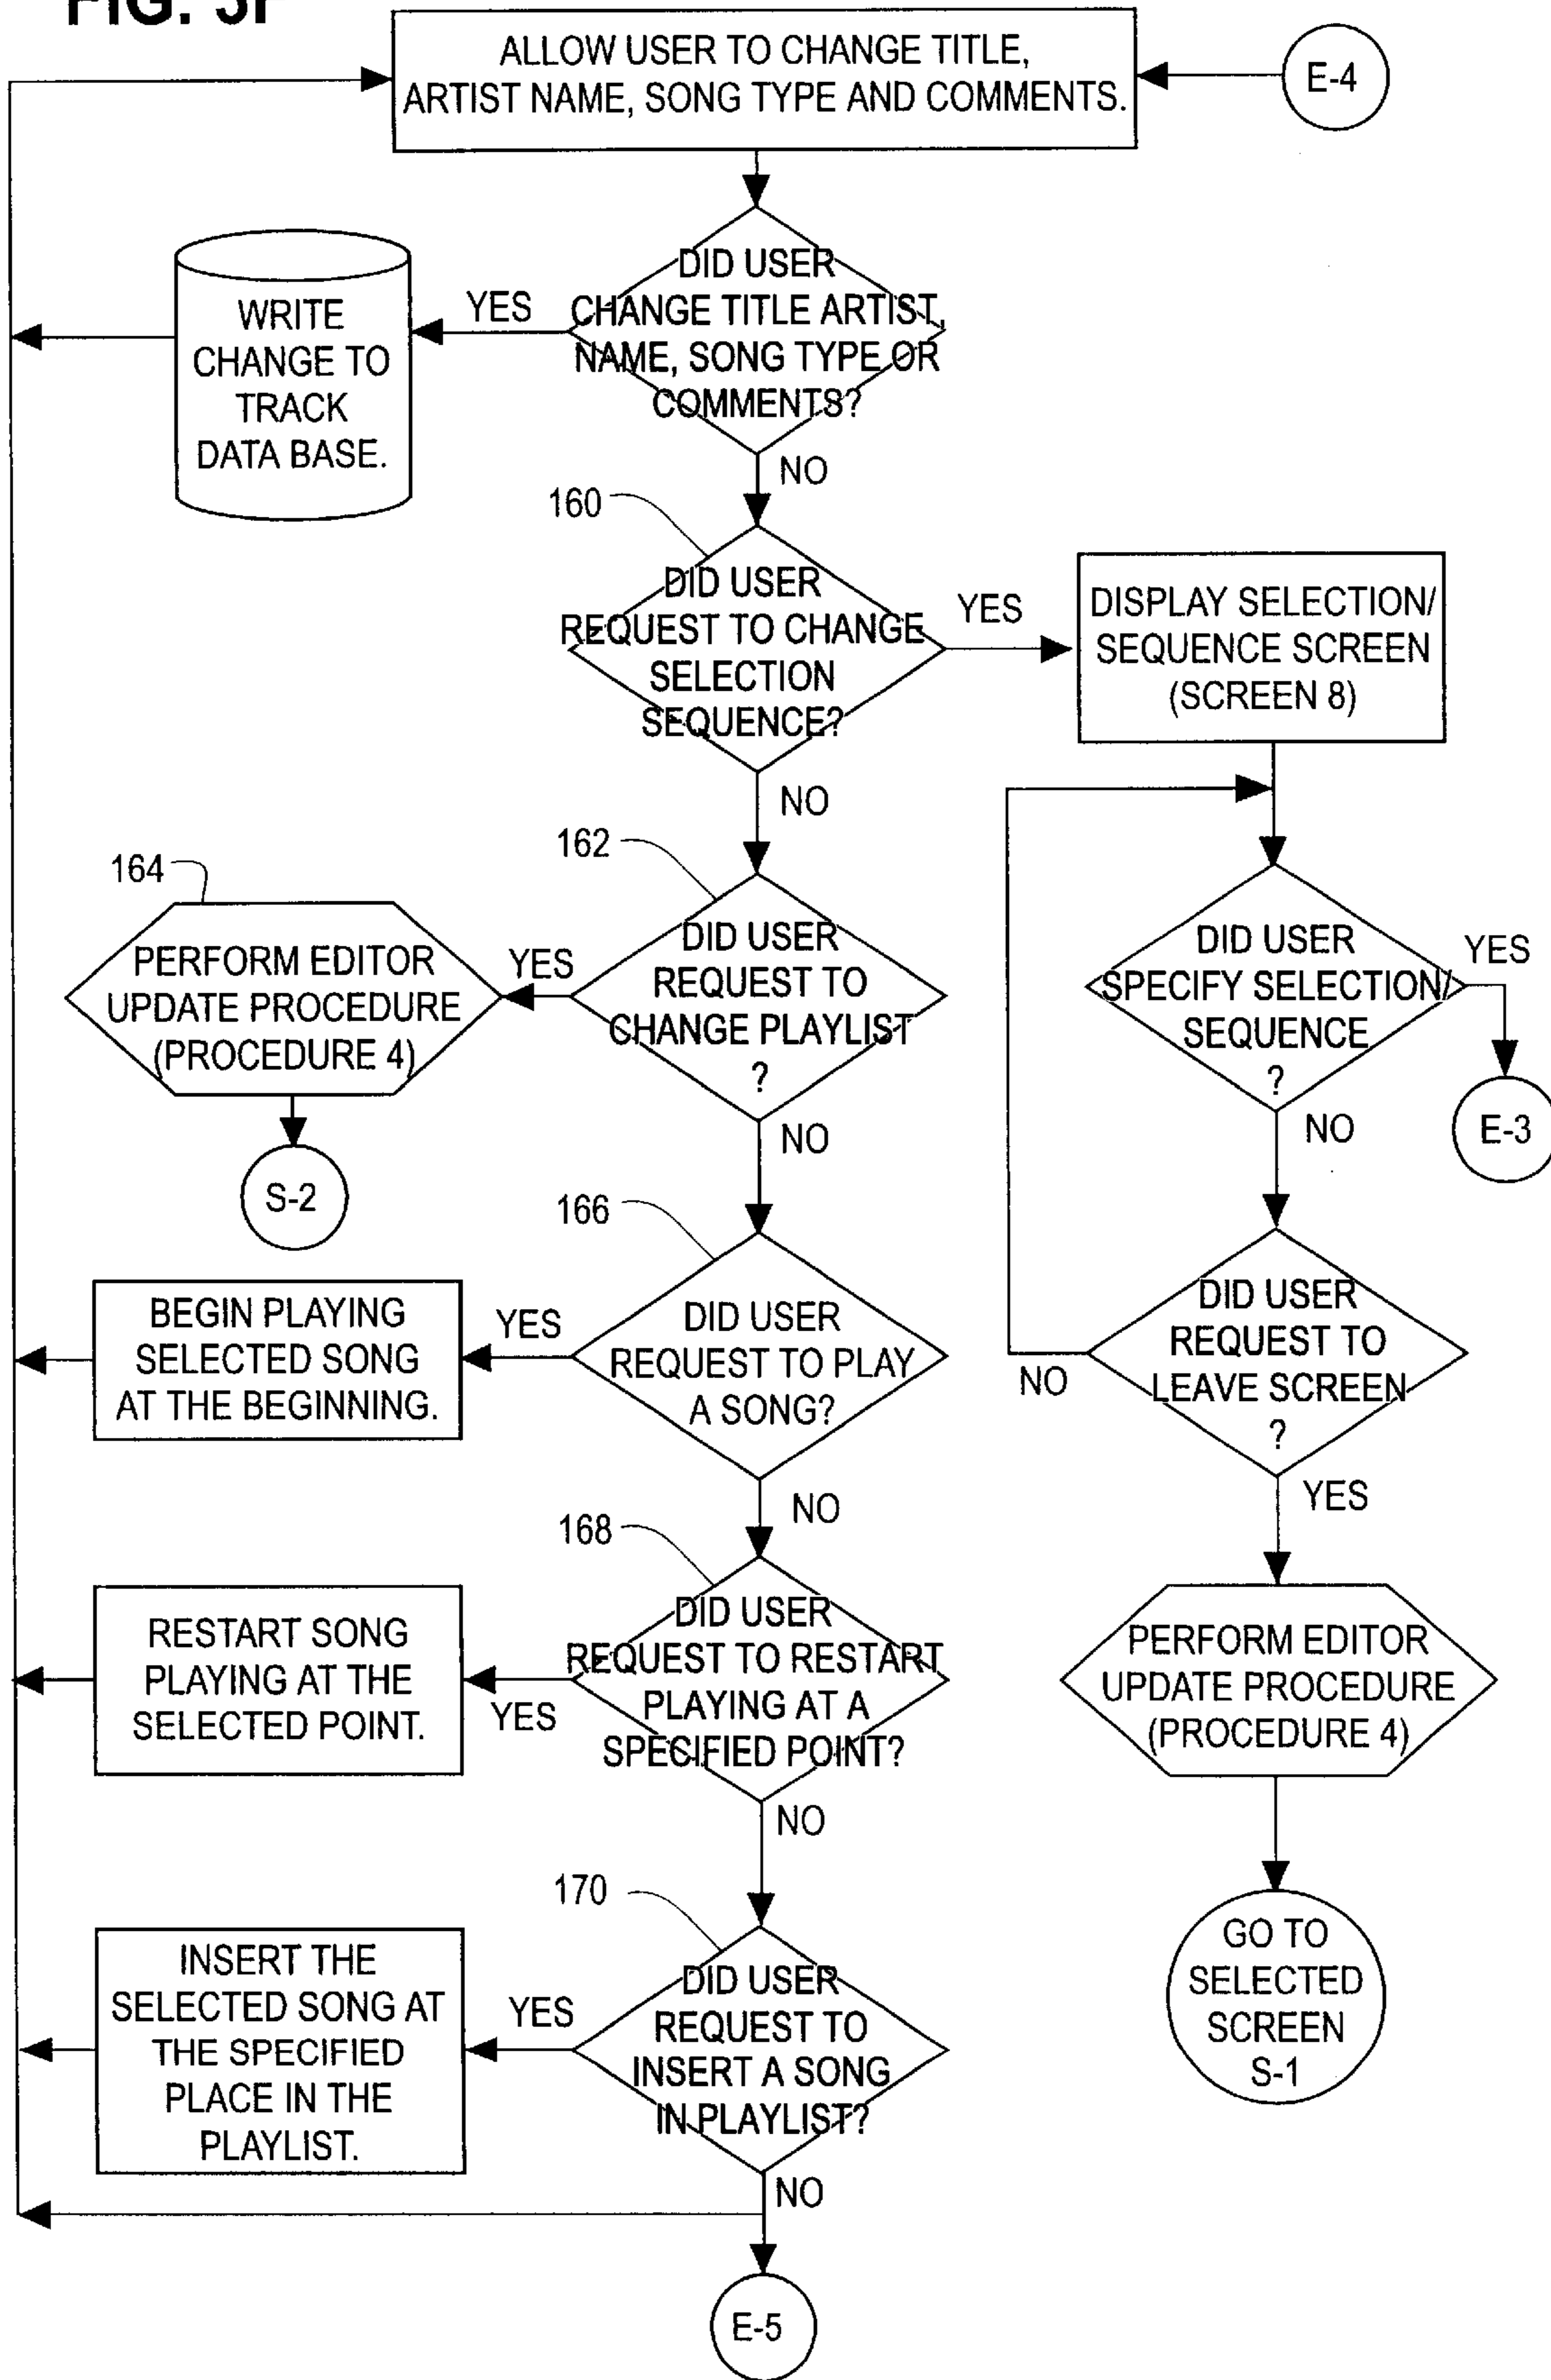 ALLOW USER TO CHANGE TITLE,
ARTIST NAME, SONG TYPE AND COMMENTS.
E-4
DID USER
CHANGE TITLE ARTIST,
NAME, SONG TYPE OR
COMMENTS?
YES
WRITE
CHANGE TO
TRACK
DATA BASE.
NO
160
DID USER
REQUEST TO CHANGE
SELECTION
SEQUENCE?
YES
DISPLAY SELECTION/
SEQUENCE SCREEN
(SCREEN 8)
NO
162
DID USER
REQUEST TO
CHANGE PLAYLIST
?
YES
164
PERFORM EDITOR
UPDATE PROCEDURE
(PROCEDURE 4)
S-2
NO
DID USER
SPECIFY SELECTION/
SEQUENCE
?
YES
E-3
NO
166
DID USER
REQUEST TO PLAY
A SONG?
YES
BEGIN PLAYING
SELECTED SONG
AT THE BEGINNING.
NO
DID USER
REQUEST TO
LEAVE SCREEN
?
NO
YES
168
DID USER
REQUEST TO RESTART
PLAYING AT A
SPECIFIED POINT?
YES
RESTART SONG
PLAYING AT THE
SELECTED POINT.
NO
PERFORM EDITOR
UPDATE PROCEDURE
(PROCEDURE 4)
GO TO
SELECTED
SCREEN
S-1
170
DID USER
REQUEST TO
INSERT A SONG
IN PLAYLIST?
YES
INSERT THE
SELECTED SONG AT
THE SPECIFIED
PLACE IN THE
PLAYLIST.
NO
E-5